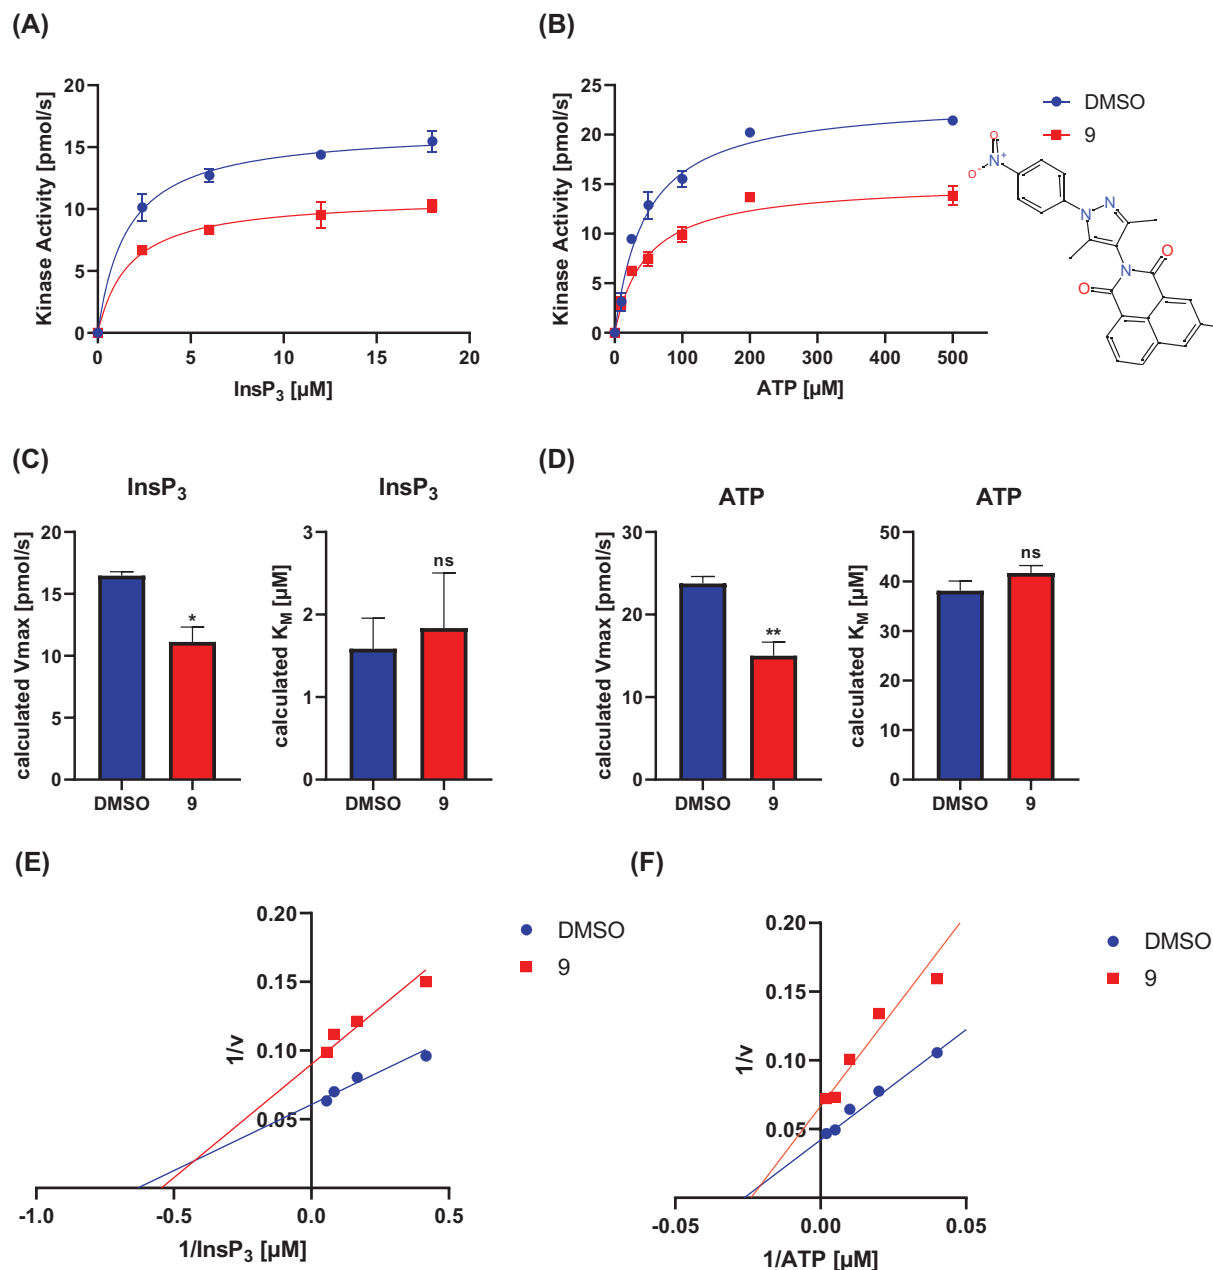 (A)
(B)
Kinase Activity [pmol/s]
20
15
10
5
0
0
5
10
15
20
InsP₃ [µM]
Kinase Activity [pmol/s]
25
20
15
10
5
0
0
100
200
300
400
500
ATP [µM]
DMSO
9
O
N⁺
O⁻
N
N
O
N
O
(C)
(D)
InsP₃
calculated Vmax [pmol/s]
20
15
10
5
0
*
DMSO
9
InsP₃
calculated K_M [µM]
3
2
1
0
ns
DMSO
9
ATP
calculated Vmax [pmol/s]
30
20
10
0
**
DMSO
9
ATP
calculated K_M [µM]
50
40
30
20
10
0
ns
DMSO
9
(E)
(F)
1/v
0.20
0.15
0.10
0.05
-1.0
-0.5
0.0
0.5
1/InsP₃ [µM]
DMSO
9
1/v
0.20
0.15
0.10
0.05
-0.05
0.00
0.05
1/ATP [µM]
DMSO
9